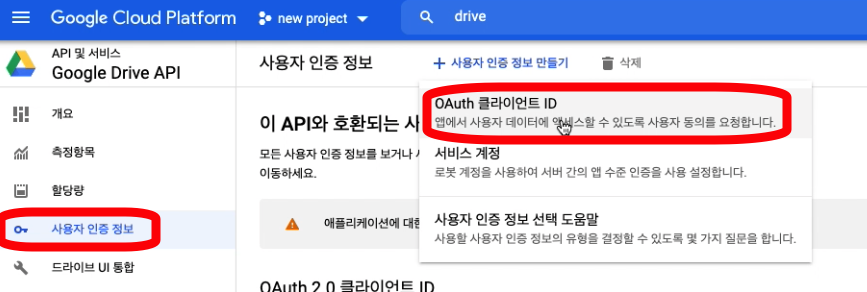 Google Cloud Platform
new project
drive
API 및 서비스
Google Drive API
사용자 인증 정보
+ 사용자 인증 정보 만들기
삭제
개요
측정항목
할당량
사용자 인증 정보
드라이브 UI 통합
이 API와 호환되는 사
모든 사용자 인증 정보를 보거나
이동하세요.
애플리케이션에 대한
OAuth 2.0 클라이언트 ID
OAuth 클라이언트 ID
앱에서 사용자 데이터에 액세스할 수 있도록 사용자 동의를 요청합니다.
서비스 계정
로봇 계정을 사용하여 서버 간의 앱 수준 인증을 사용 설정합니다.
사용자 인증 정보 선택 도움말
사용할 사용자 인증 정보의 유형을 결정할 수 있도록 몇 가지 질문을 합니다.